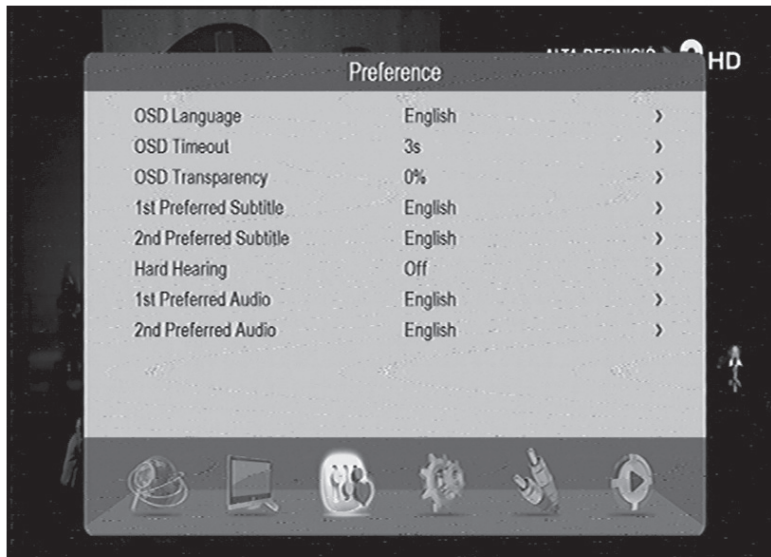 HD
Preference
OSD Language English
OSD Timeout 3s
OSD Transparency 0%
1st Preferred Subtitle English
2nd Preferred Subtitle English
Hard Hearing Off
1st Preferred Audio English
2nd Preferred Audio English